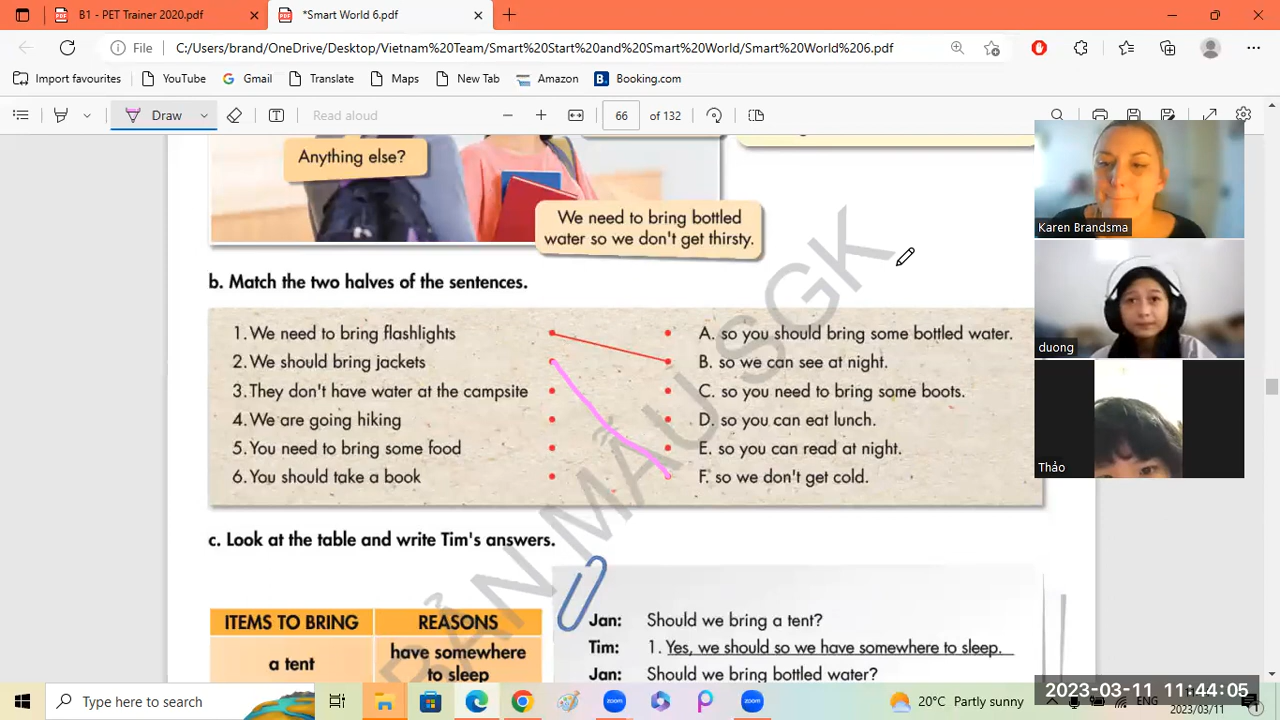 B1 - PET Trainer 2020.pdf
*Smart World 6.pdf
File
C:/Users/brand/OneDrive/Desktop/Vietnam%20Team/Smart%20Start%20and%20Smart%20World/Smart%20World%206.pdf
Import favourites
YouTube
Gmail
Translate
Maps
New Tab
Amazon
Booking.com
Draw
Read aloud
66
of 132
Anything else?
We need to bring bottled
water so we don't get thirsty.
b. Match the two halves of the sentences.
1. We need to bring flashlights
A. so you should bring some bottled water.
2. We should bring jackets
B. so we can see at night.
3. They don't have water at the campsite
C. so you need to bring some boots.
4. We are going hiking
D. so you can eat lunch.
5. You need to bring some food
E. so you can read at night.
6. You should take a book
F. so we don't get cold.
c. Look at the table and write Tim's answers.
ITEMS TO BRING
REASONS
a tent
have somewhere
to sleep
Jan: Should we bring a tent?
Tim: 1. Yes, we should so we have somewhere to sleep.
Jan: Should we bring bottled water?
BẢN MẪU SGK
Karen Brandsma
duong
Thảo
Type here to search
zoom
zoom
20°C Partly sunny
ENG
2023-03-11 11:44:05
2023/03/11